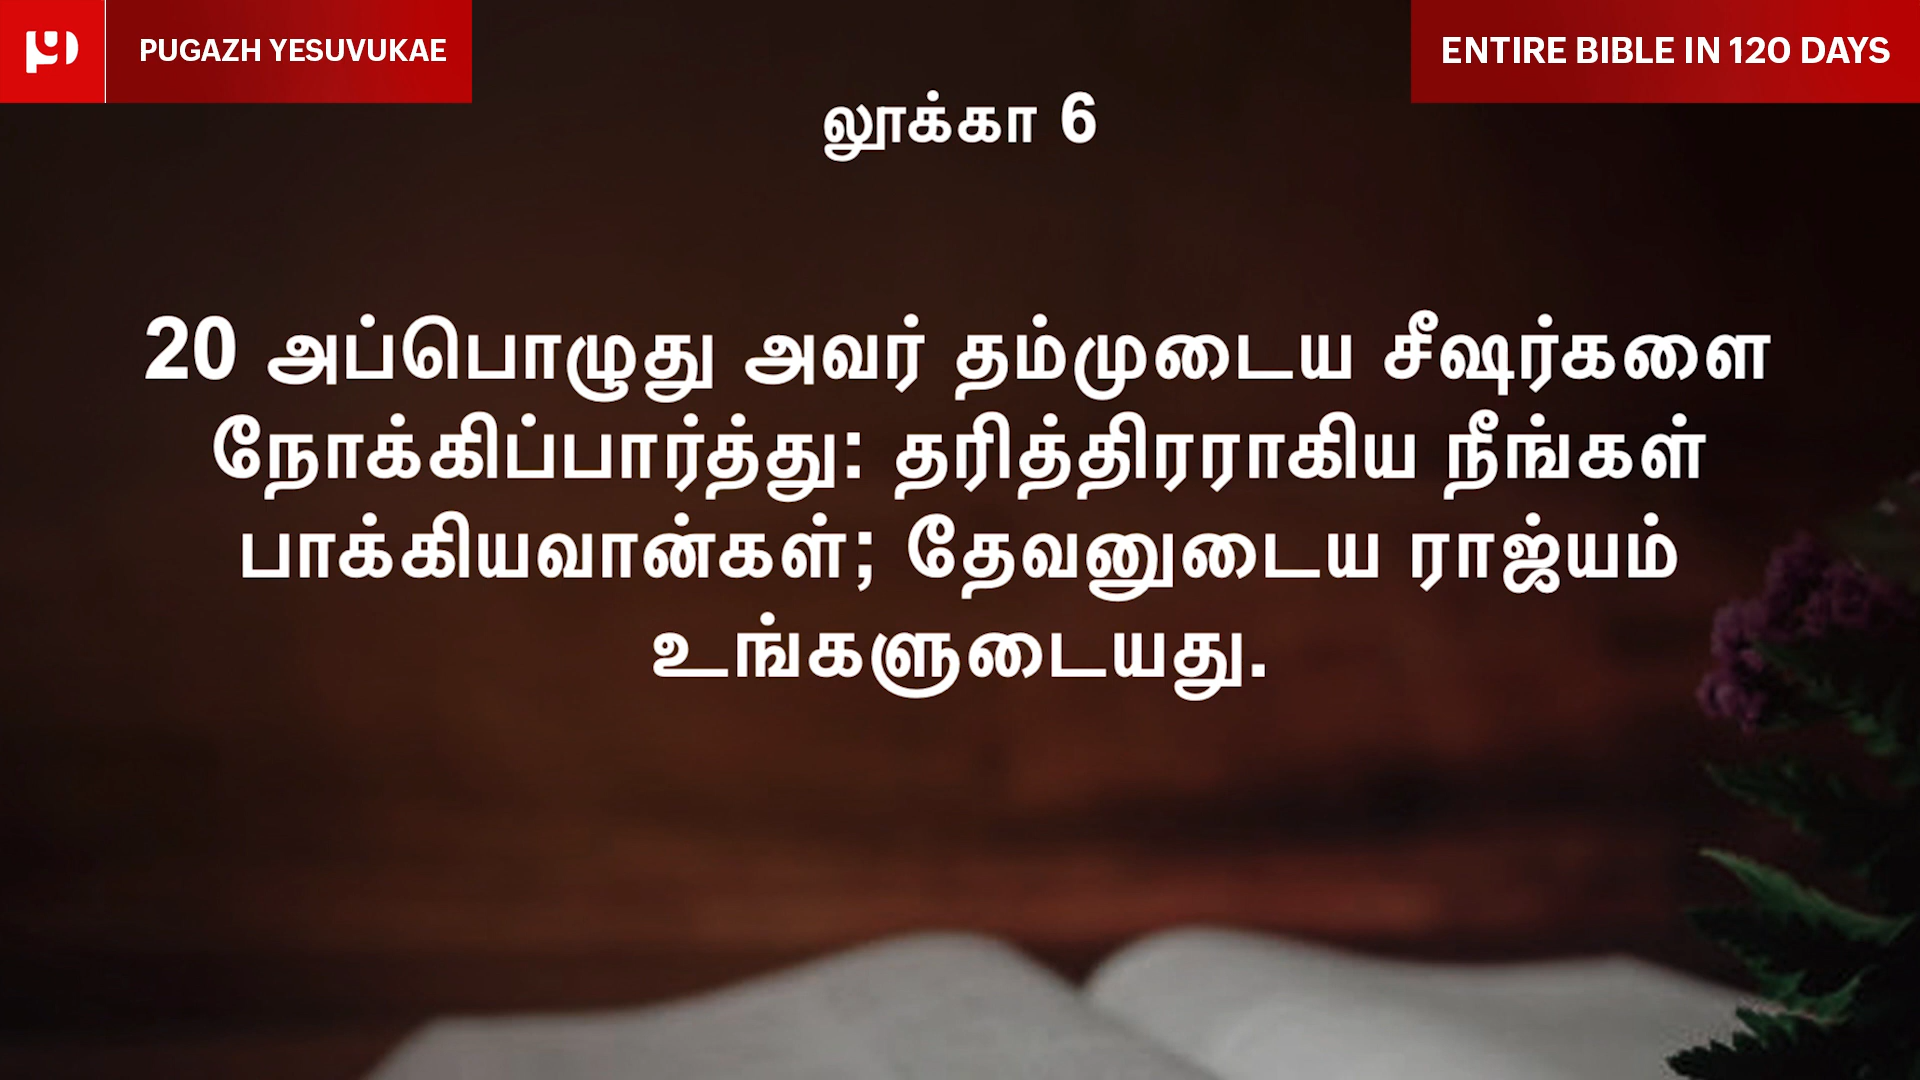 PUGAZH YESUVUKAE
ENTIRE BIBLE IN 120 DAYS
லூக்கா 6
20 அப்பொழுது அவர் தம்முடைய சீஷர்களை
நோக்கிப்பார்த்து: தரித்திரராகிய நீங்கள்
பாக்கியவான்கள்; தேவனுடைய ராஜ்யம்
உங்களுடையது.